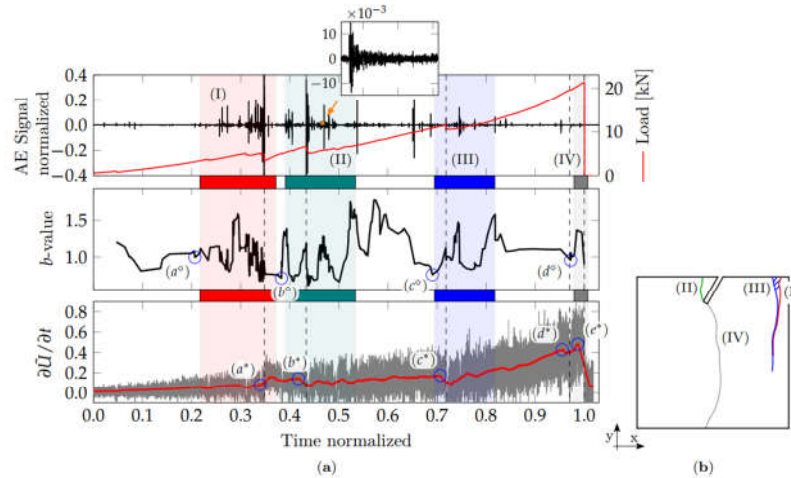 ×10⁻³
10
0
−10
0.4
0.2
0.0
−0.2
−0.4
AE Signal
normalized
(I)
(II)
(III)
(IV)
20
10
0
Load [kN]
1.5
1.0
b-value
(a°)
(b°)
(c°)
(d°)
0.8
0.6
0.4
0.2
0.0
∂Ū/∂t
(a*)
(b*)
(c*)
(d*)
(e*)
0.0 0.1 0.2 0.3 0.4 0.5 0.6 0.7 0.8 0.9 1.0
Time normalized
(a)
(II)
(III)
(I
(IV)
y
x
(b)